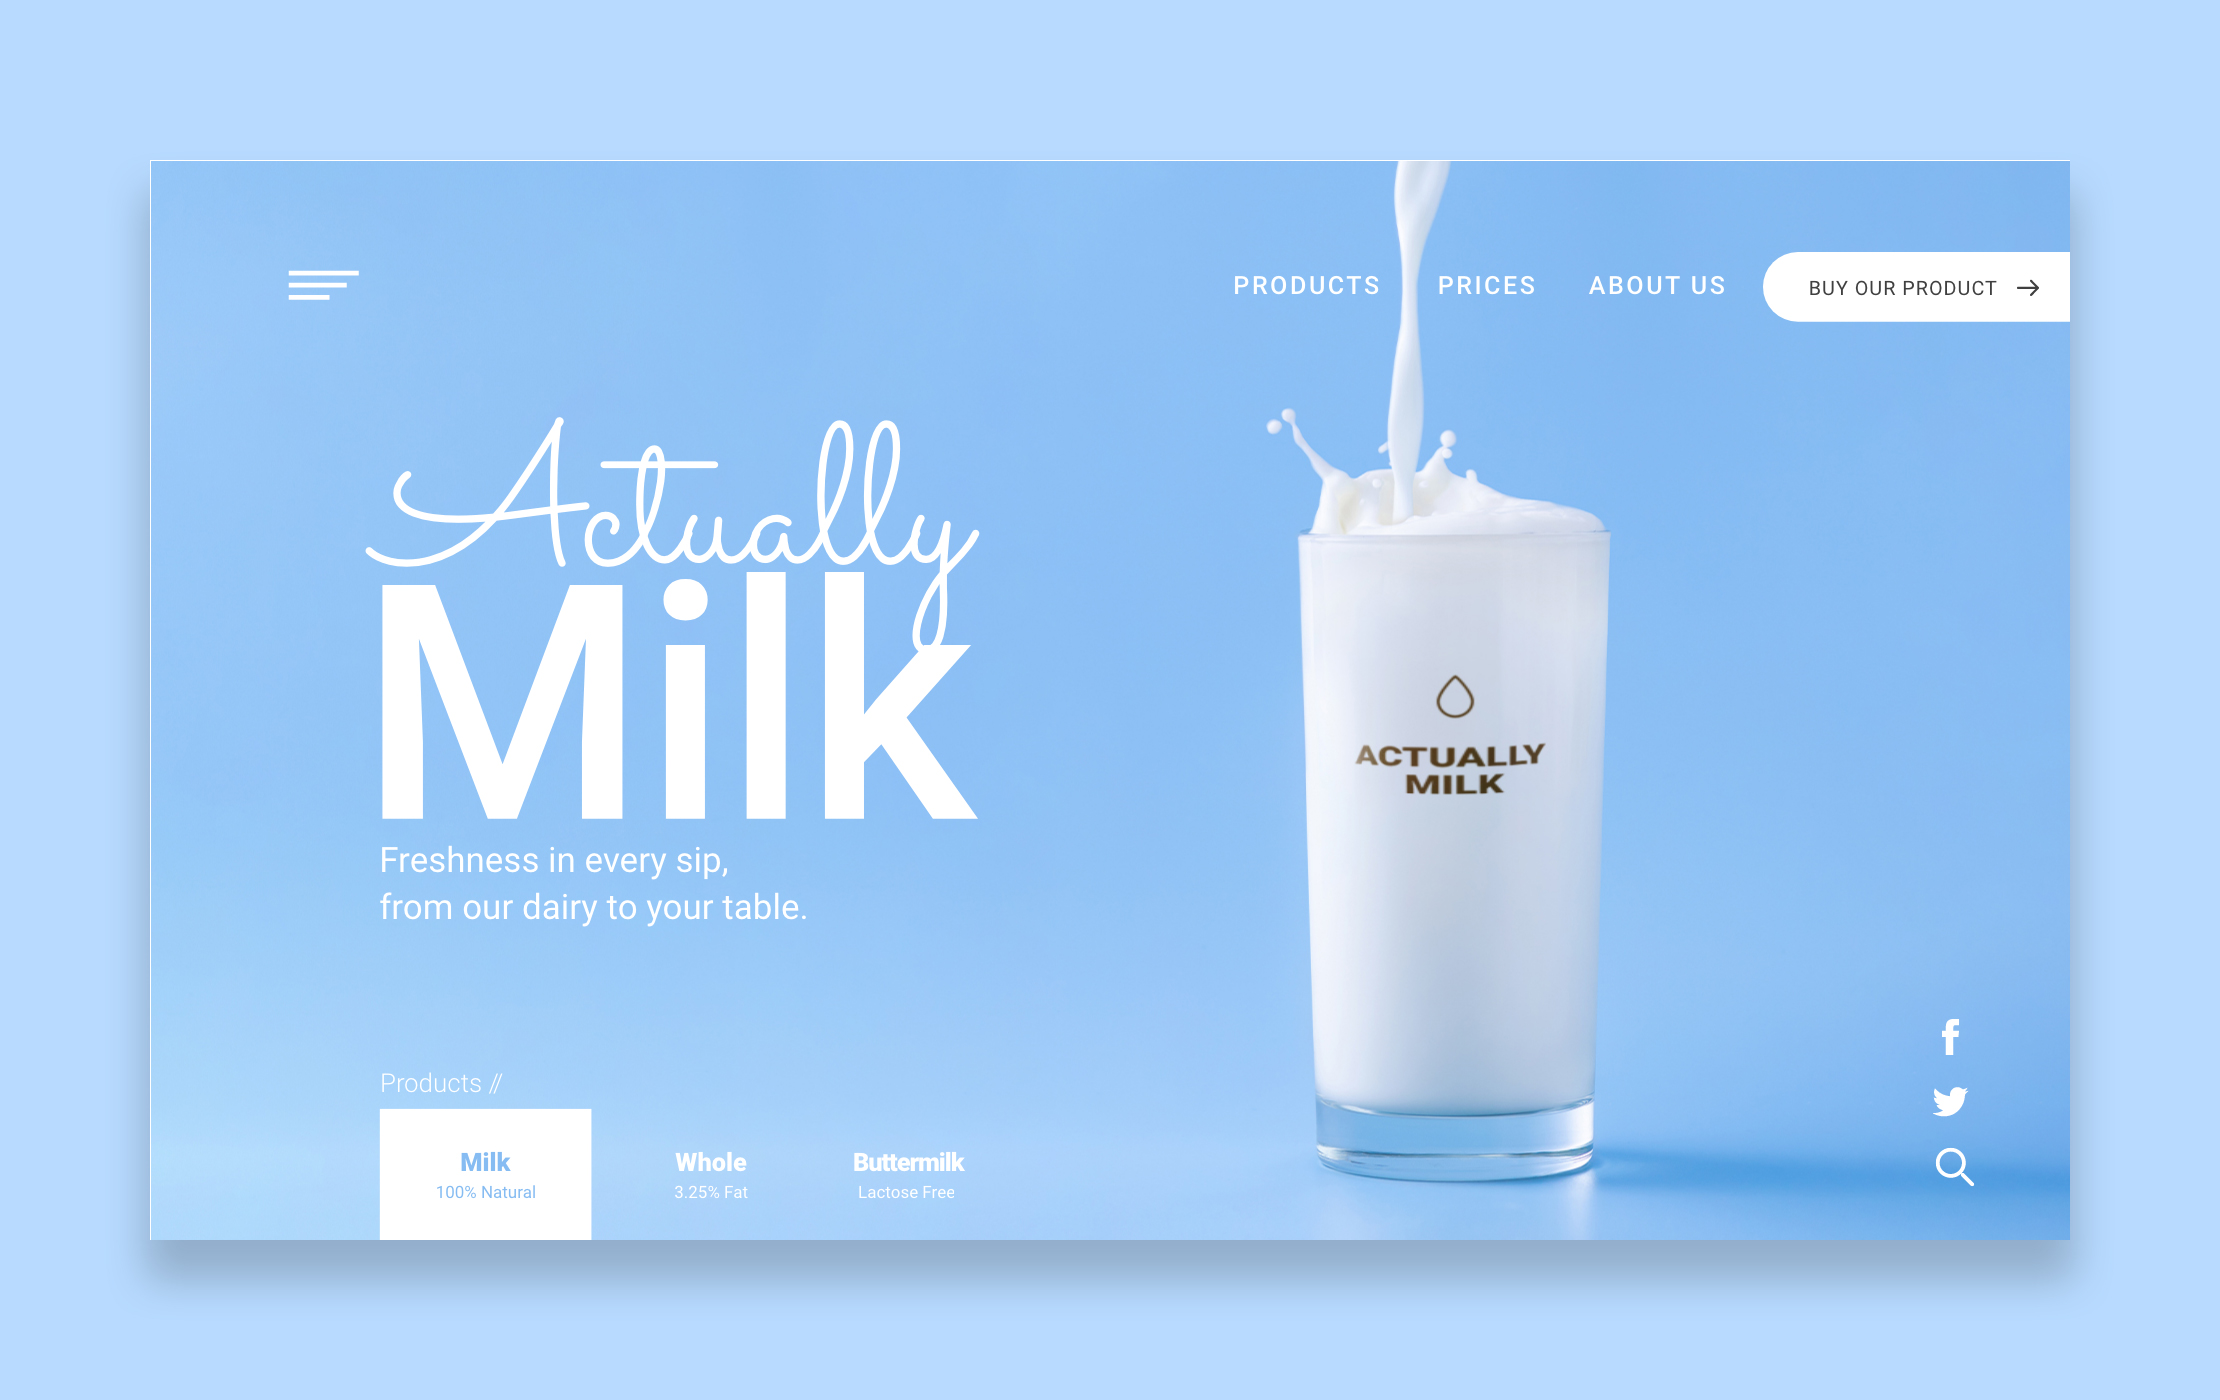 PRODUCTS PRICES ABOUT US BUY OUR PRODUCT
Actually
Milk
Freshness in every sip,
from our dairy to your table.
ACTUALLY
MILK
Products //
Milk
100% Natural
Whole
3.25% Fat
Buttermilk
Lactose Free